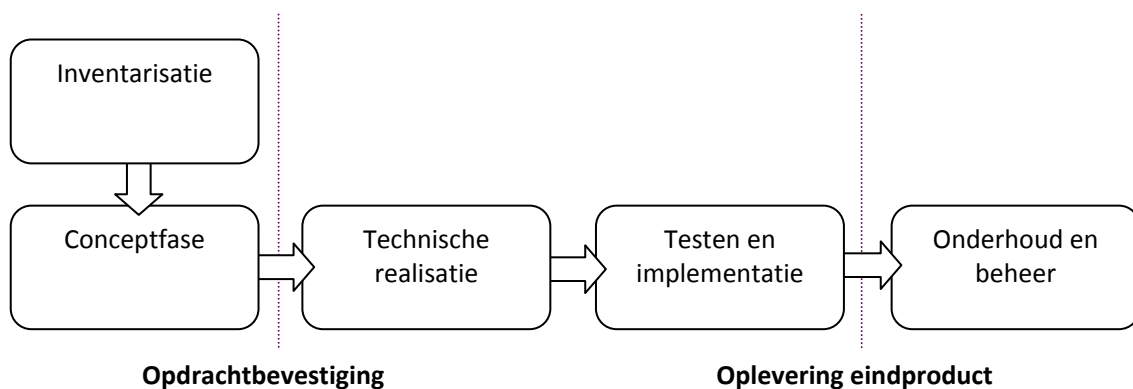 Inventarisatie
Conceptfase
Technische
realisatie
Testen en
implementatie
Onderhoud en
beheer
Opdrachtbevestiging
Oplevering eindproduct